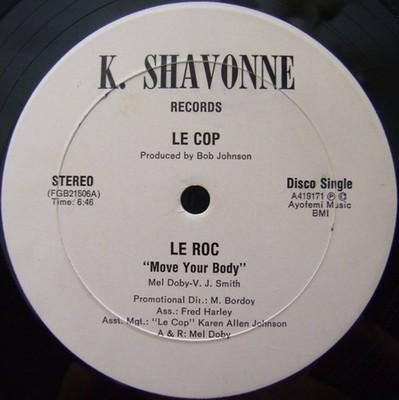 K. SHAVONNE
RECORDS
LE COP
Produced by Bob Johnson
STEREO
(FGB21506A)
Time: 6:46
Disco Single
A419171 Ⓟ ©
Ayofemi Music
BMI
LE ROC
"Move Your Body"
Mel Doby-V. J. Smith
Promotional Dir.: M. Bordoy
Ass.: Fred Harley
Asst. Mgt.: "Le Cop" Karen Allen Johnson
A & R: Mel Doby